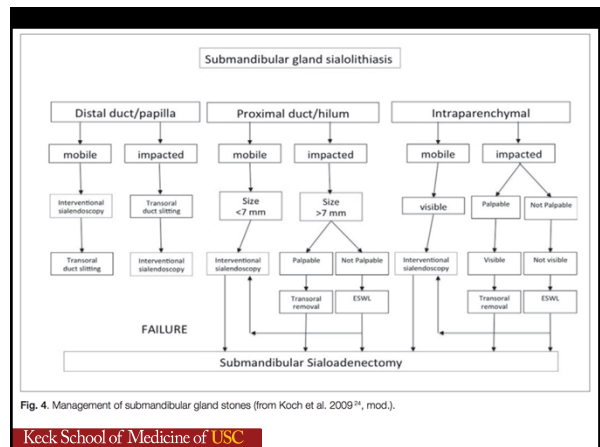 Submandibular gland sialolithiasis
Distal duct/papilla
Proximal duct/hilum
Intraparenchymal
mobile
impacted
mobile
impacted
mobile
impacted
Interventional
sialendoscopy
Transoral
duct slitting
Size
<7 mm
Size
>7 mm
visible
Palpable
Not Palpable
Transoral
duct slitting
Interventional
sialendoscopy
Interventional
sialendoscopy
Palpable
Not Palpable
Interventional
sialendoscopy
Visible
Not visible
Transoral
removal
ESWL
Transoral
removal
ESWL
FAILURE
Submandibular Sialoadenectomy
Fig. 4. Management of submandibular gland stones (from Koch et al. 2009 24, mod.).
Keck School of Medicine of USC